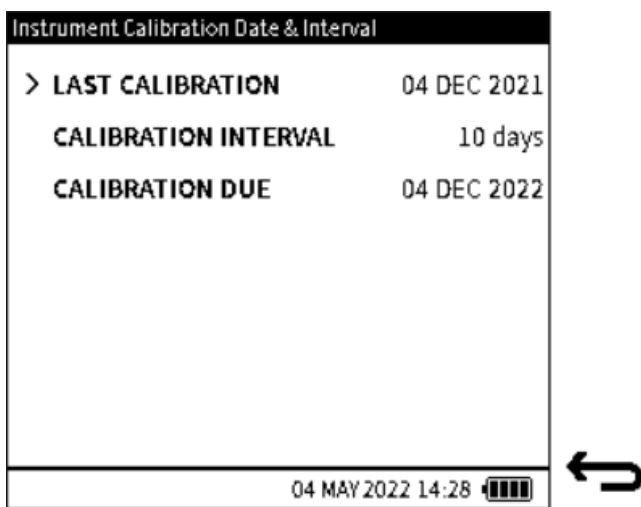 Instrument Calibration Date & Interval
> LAST CALIBRATION 04 DEC 2021
CALIBRATION INTERVAL 10 days
CALIBRATION DUE 04 DEC 2022
04 MAY 2022 14:28